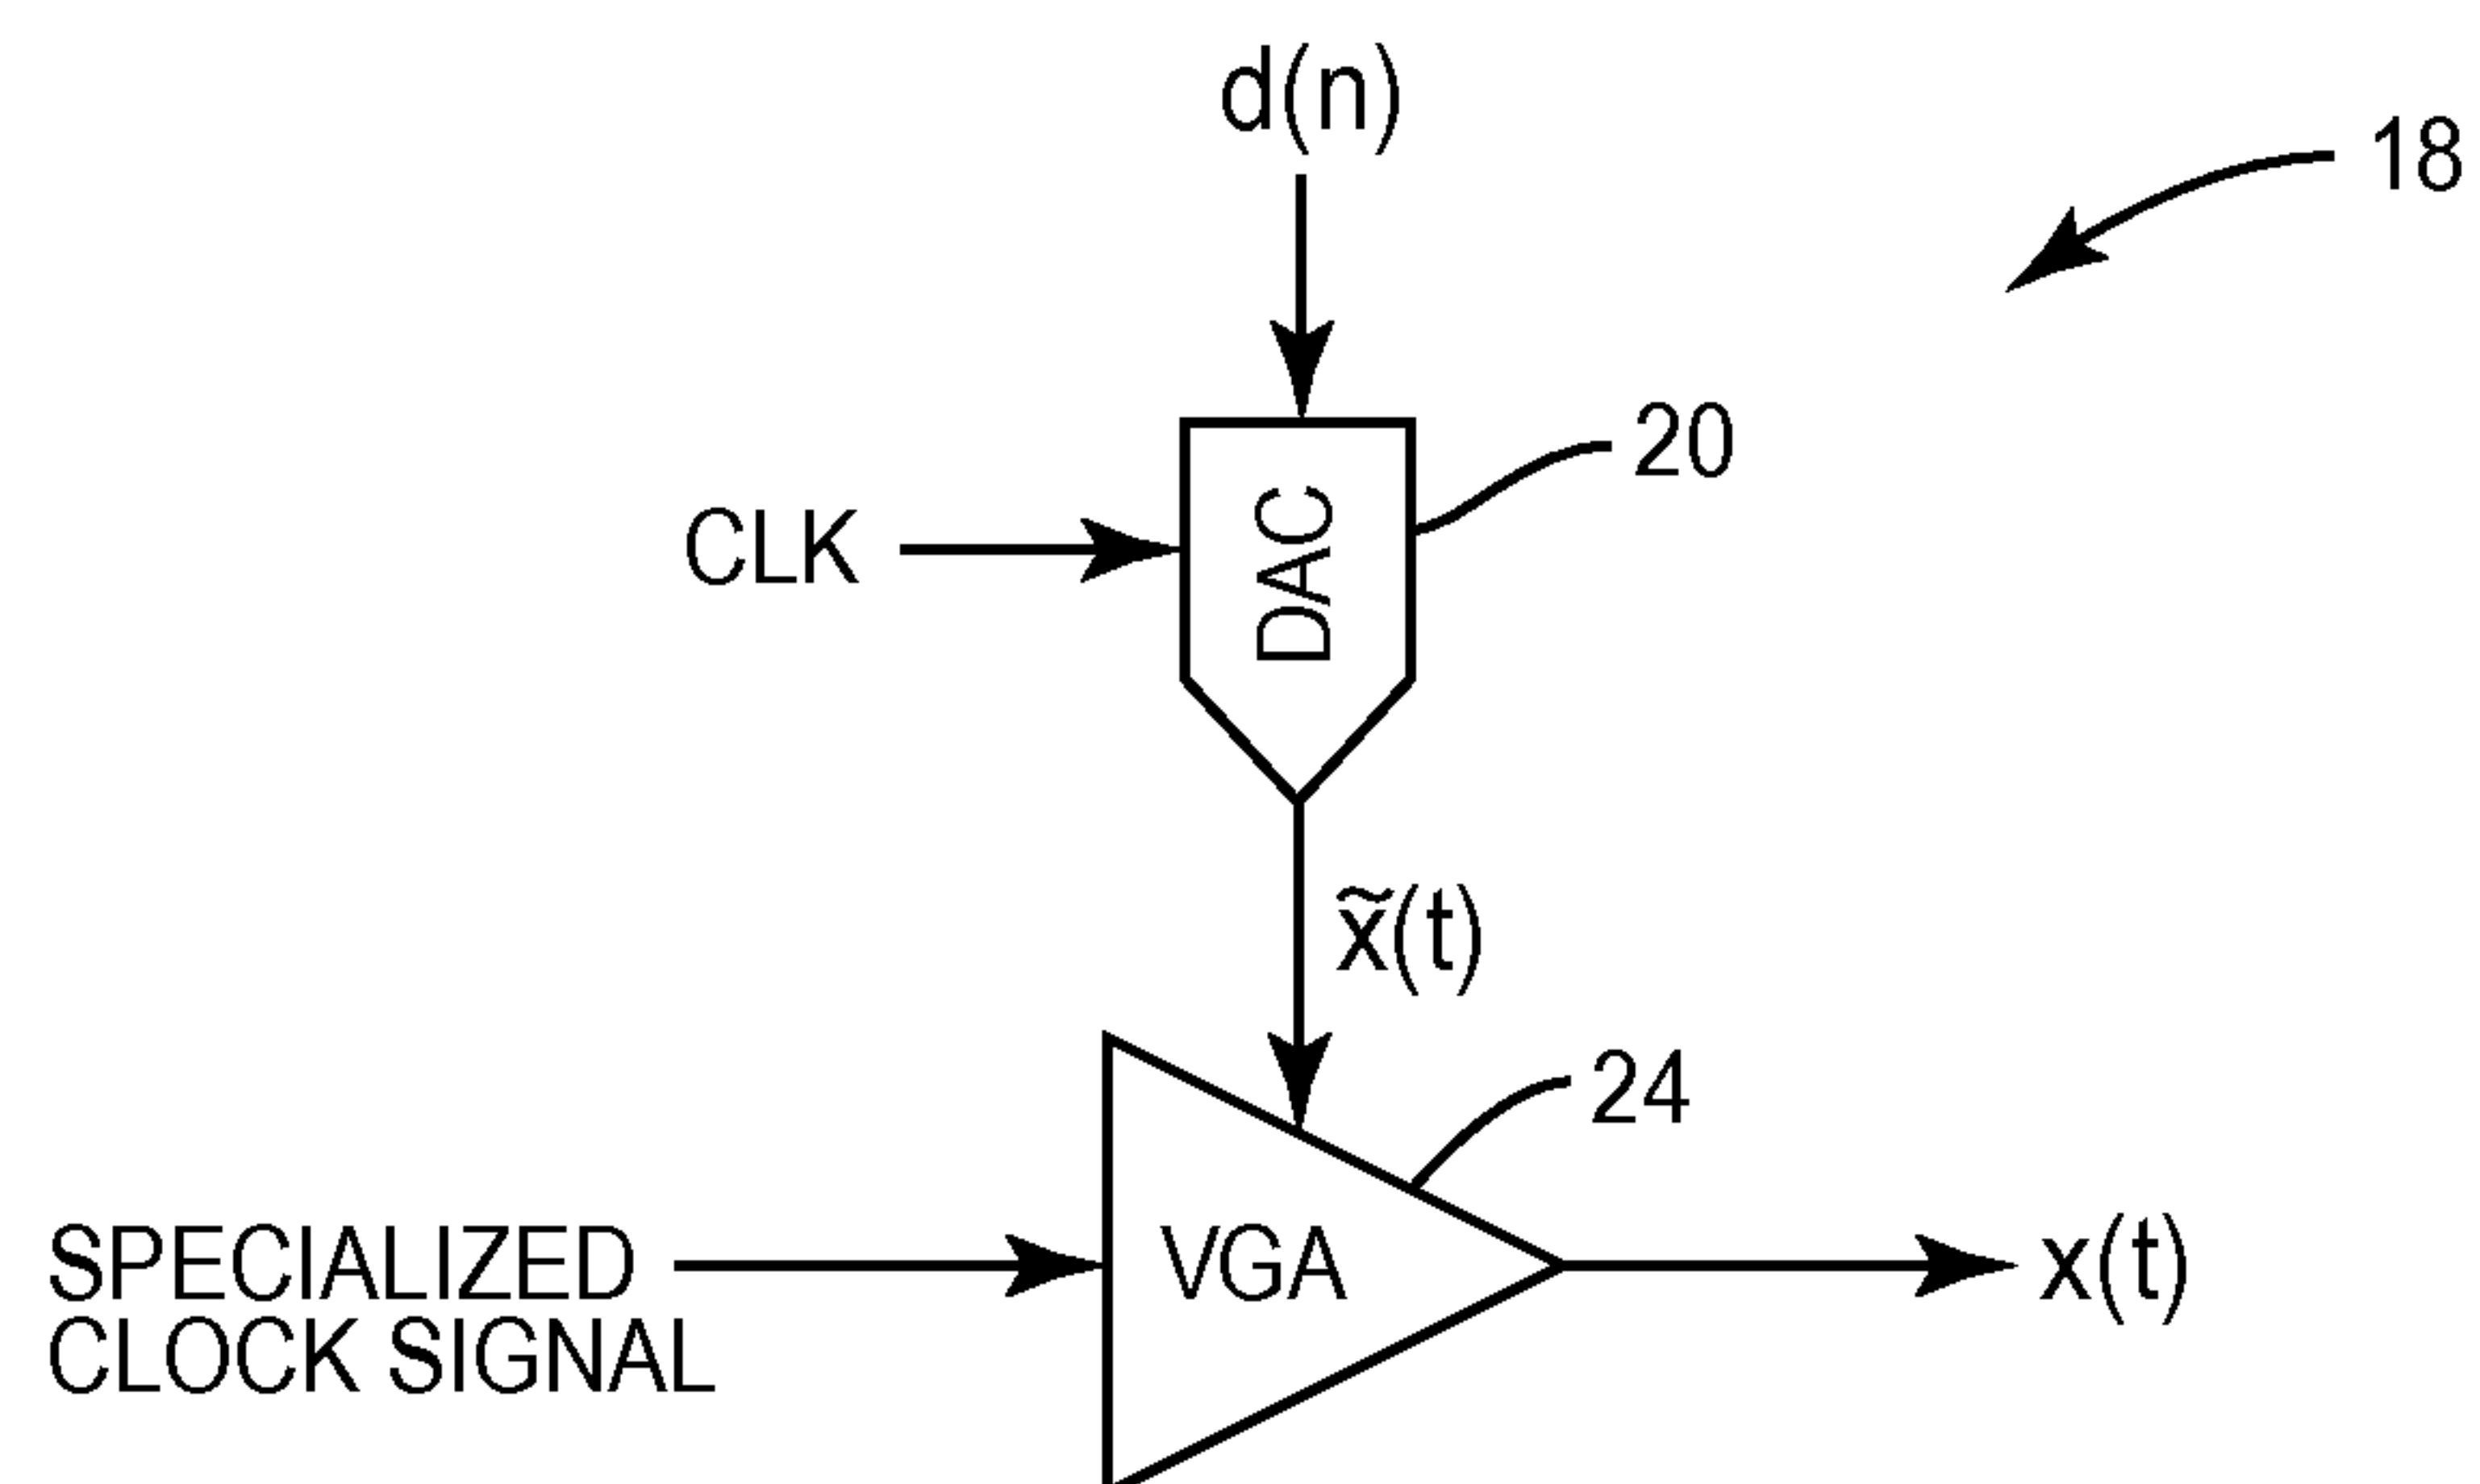 d(n)
18
20
CLK
DAC
x̃(t)
24
VGA
SPECIALIZED
CLOCK SIGNAL
x(t)